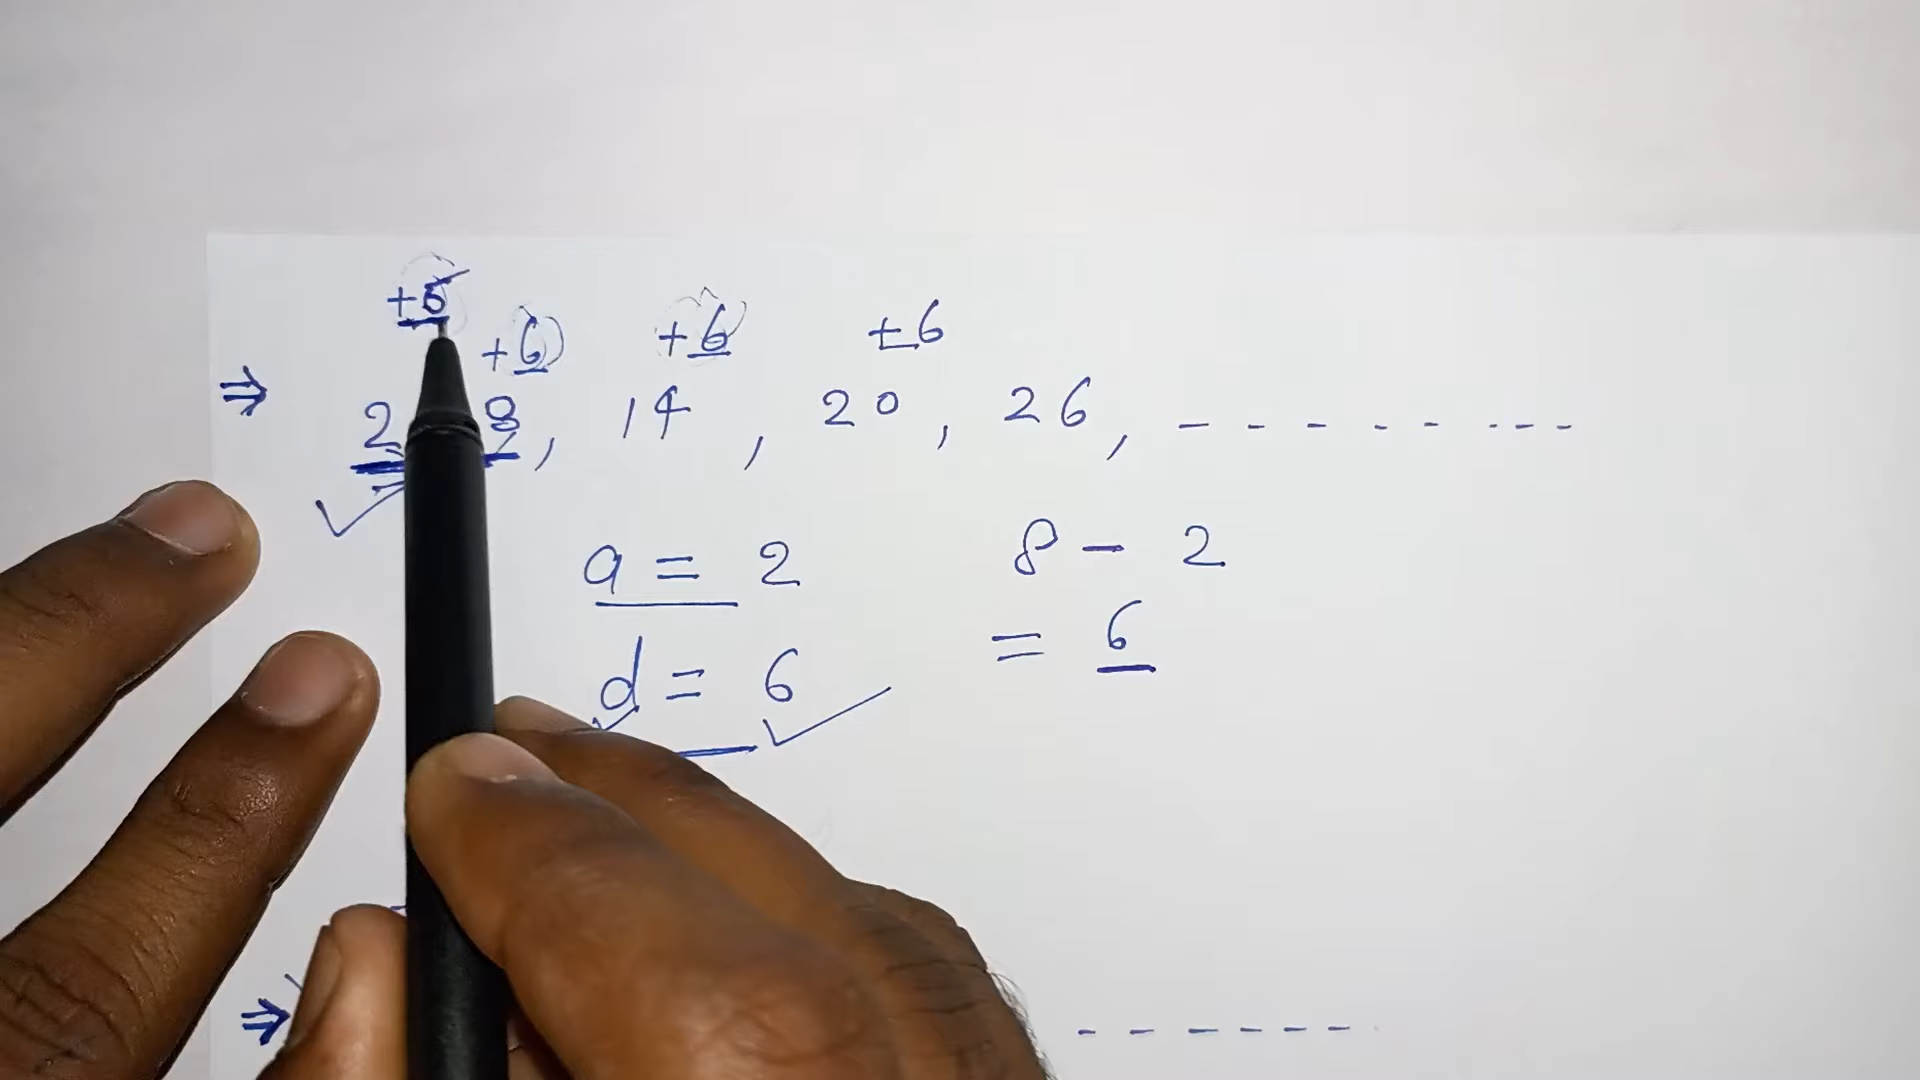 +6 +6 +6 +6
⇒ 2 8, 14, 20, 26, - - - - - - - -
a = 2 8 - 2
d = 6 = 6
⇒ - - - - - -